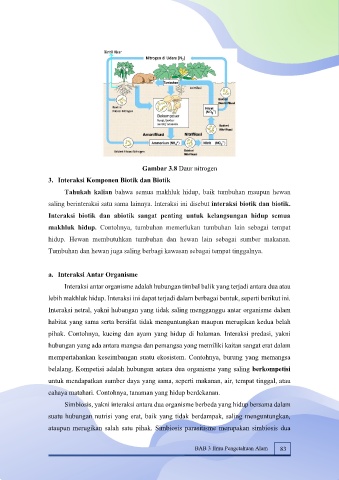 Nitrogen di Udara (N₂)
Tumbuhan
Dekomposer
Amonifikasi
Nitrifikasi
Amonium (NH₄⁺)
Gambar 3.8 Daur nitrogen
3. Interaksi Komponen Biotik dan Biotik
Tahukah kalian bahwa semua makhluk hidup, baik tumbuhan maupun hewan
saling berinteraksi satu sama lainnya. Interaksi ini disebut interaksi biotik dan biotik.
Interaksi biotik dan abiotik sangat penting untuk kelangsungan hidup semua
makhluk hidup. Contohnya, tumbuhan memerlukan tumbuhan lain sebagai tempat
hidup. Hewan membutuhkan tumbuhan dan hewan lain sebagai sumber makanan.
Tumbuhan dan hewan juga saling berbagi kawasan sebagai tempat tinggalnya.
a. Interaksi Antar Organisme
Interaksi antar organisme adalah hubungan timbal balik yang terjadi antara dua atau
lebih makhluk hidup. Interaksi ini dapat terjadi dalam berbagai bentuk, seperti berikut ini.
Interaksi netral, yakni hubungan yang tidak saling mengganggu antar organisme dalam
habitat yang sama serta bersifat tidak menguntungkan maupun merugikan kedua belah
pihak. Contohnya, kucing dan ayam yang hidup di halaman. Interaksi predasi, yakni
hubungan yang ada antara mangsa dan pemangsa yang memiliki kaitan sangat erat dalam
mempertahankan keseimbangan suatu ekosistem. Contohnya, burung yang memangsa
belalang. Kompetisi adalah hubungan antara dua organisme yang saling berkompetisi
untuk mendapatkan sumber daya yang sama, seperti makanan, air, tempat tinggal, atau
cahaya matahari. Contohnya, tanaman yang hidup berdekatan.
Simbiosis, yakni interaksi antara dua organisme berbeda yang hidup bersama dalam
suatu hubungan nutrisi yang erat, baik yang tidak berdampak, saling menguntungkan,
ataupun merugikan salah satu pihak. Simbiosis parasitisme merupakan simbiosis dua
BAB 3 Ilmu Pengetahuan Alam 83